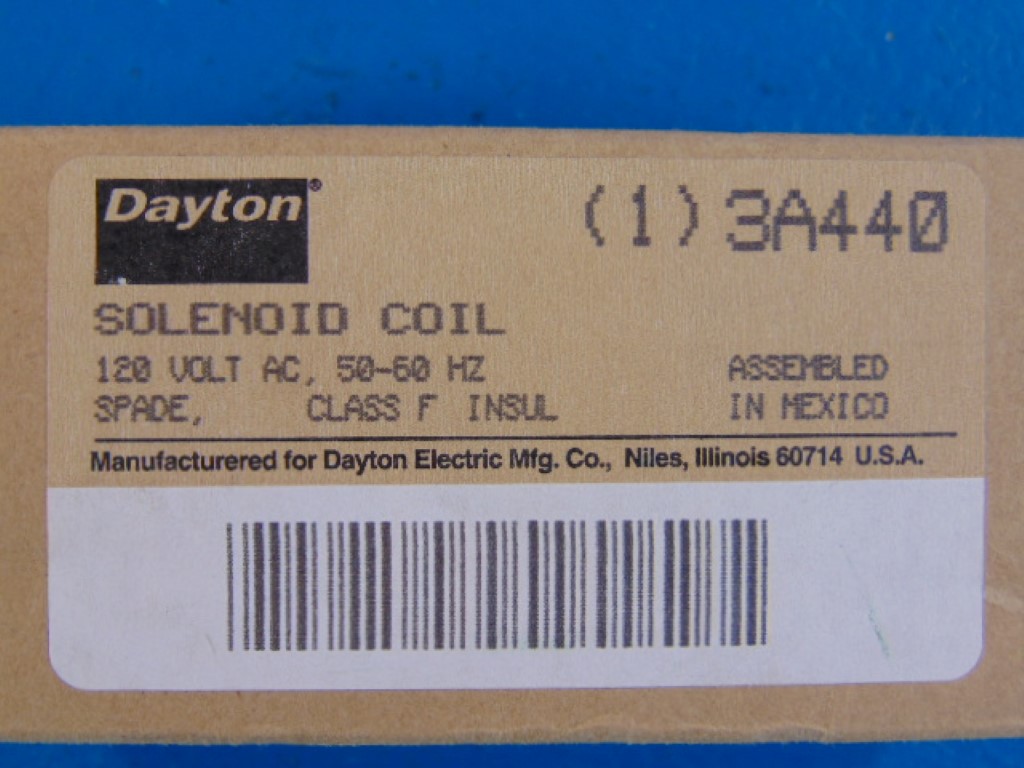 Dayton®
(1) 3A440
SOLENOID COIL
120 VOLT AC, 50-60 HZ ASSEMBLED
SPADE, CLASS F INSUL IN MEXICO
Manufacturered for Dayton Electric Mfg. Co., Niles, Illinois 60714 U.S.A.